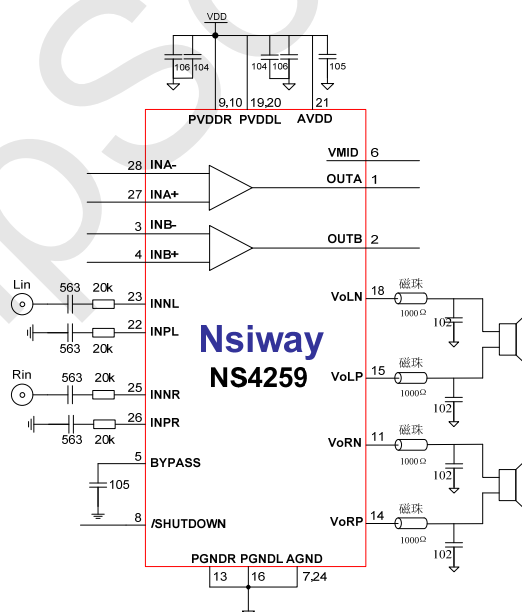 VDD
106
104
104
106
105
9,10
19,20
21
PVDDR
PVDDL
AVDD
VMID
6
28
INA-
OUTA
1
27
INA+
3
INB-
OUTB
2
4
INB+
Lin
563
20k
23
INNL
VoLN
18
磁珠
1000Ω
102
22
INPL
563
20k
Nsiway
NS4259
VoLP
15
磁珠
1000Ω
102
Rin
563
20k
25
INNR
26
INPR
563
20k
VoRN
11
磁珠
1000Ω
102
5
BYPASS
105
8
/SHUTDOWN
VoRP
14
磁珠
1000Ω
102
PGNDR
PGNDL
AGND
13
16
7,24